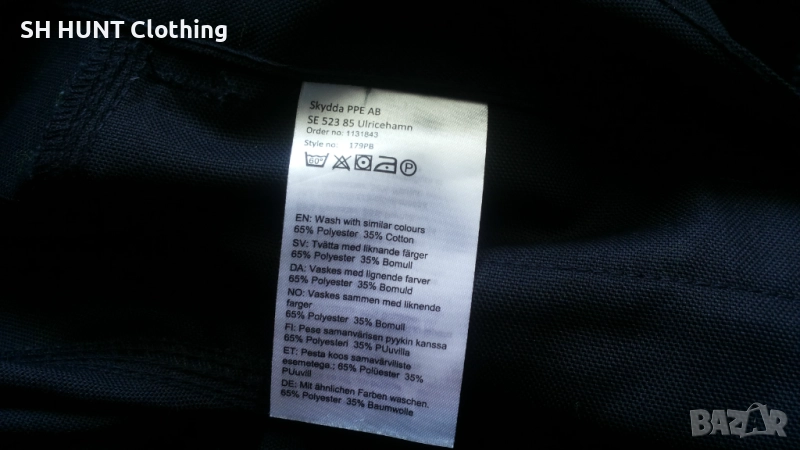 SH HUNT Clothing
Skydda PPE AB
SE 523 85 Ulricehamn
Order no: 1131843
Style no: 179PB
60°
P
EN: Wash with similar colours
65% Polyester 35% Cotton
SV: Tvätta med liknande färger
65% Polyester 35% Bomull
DA: Vaskes med lignende farver
65% Polyester 35% Bomuld
NO: Vaskes sammen med liknende
farger
65% Polyester 35% Bomull
FI: Pese samanvärisen pyykin kanssa
65% Polyesteri 35% PUuvilla
ET: Pesta koos samavärviliste
esemetega.; 65% Polüester 35%
PUuvill
DE: Mit ähnlichen Farben waschen.
65% Polyester 35% Baumwolle
BAZAR